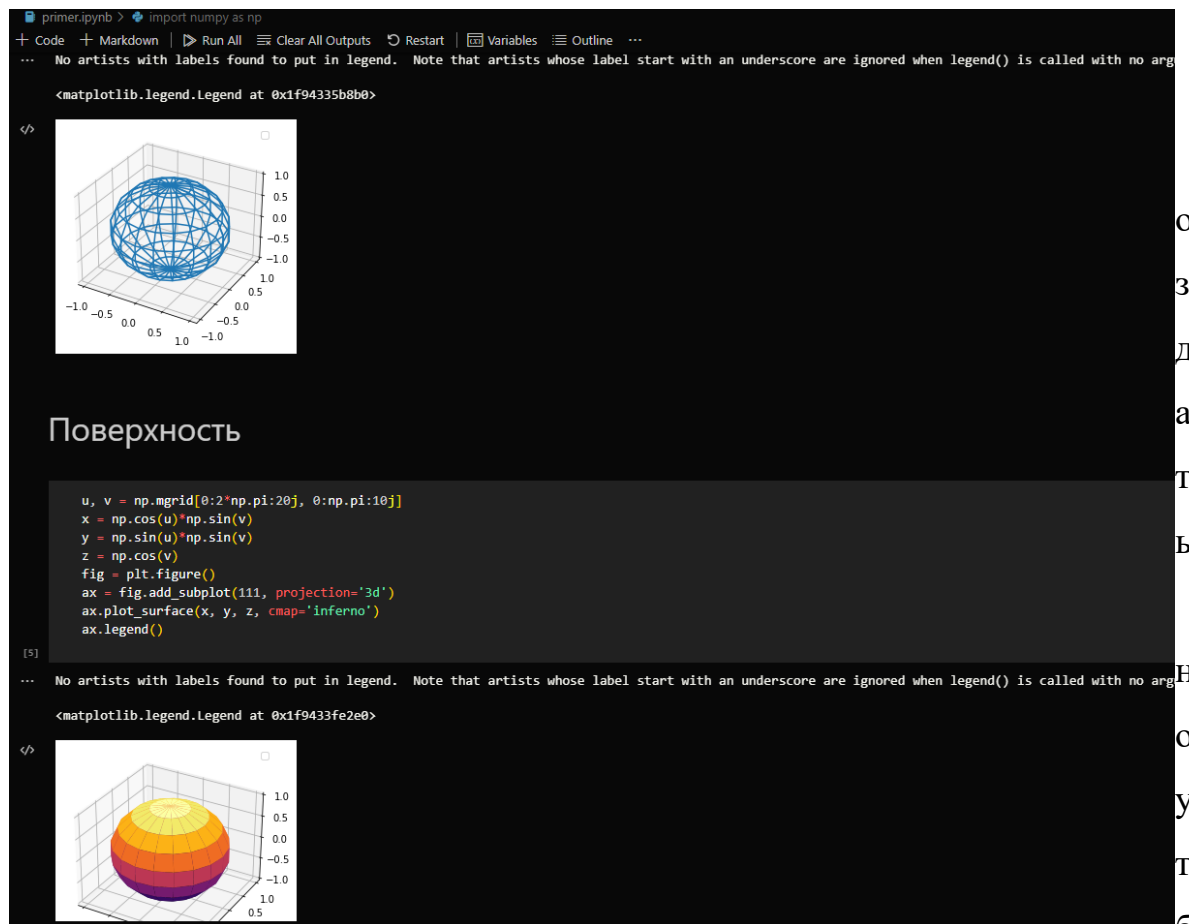 primer.ipynb > import numpy as np
+ Code + Markdown | Run All Clear All Outputs Restart | Variables Outline ...
... No artists with labels found to put in legend. Note that artists whose label start with an underscore are ignored when legend() is called with no arg
<matplotlib.legend.Legend at 0x1f94335b8b0>
1.0
0.5
0.0
−0.5
−1.0
1.0
0.5
0.0
−0.5
−1.0
−1.0
−0.5
0.0
0.5
1.0
Поверхность
u, v = np.mgrid[0:2*np.pi:20j, 0:np.pi:10j]
x = np.cos(u)*np.sin(v)
y = np.sin(u)*np.sin(v)
z = np.cos(v)
fig = plt.figure()
ax = fig.add_subplot(111, projection='3d')
ax.plot_surface(x, y, z, cmap='inferno')
ax.legend()
[5]
... No artists with labels found to put in legend. Note that artists whose label start with an underscore are ignored when legend() is called with no arg
<matplotlib.legend.Legend at 0x1f9433fe2e0>
1.0
0.5
0.0
−0.5
−1.0
1.0
0.5
о
з
д
а
т
ы
н
о
у
т